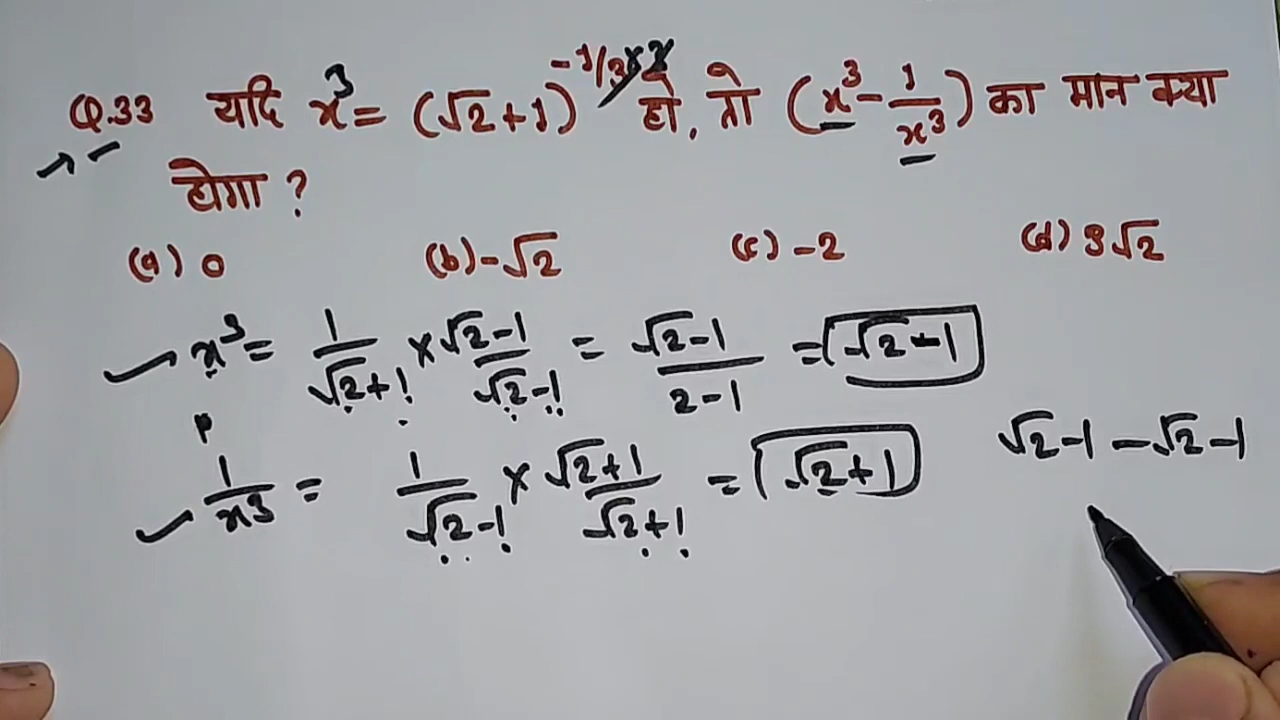 Q.33 यदि x³ = (√2+1)^-1/3×3 हो, तो (x³ - 1/x³) का मान क्या
होगा ?
(a) 0 (b) -√2 (c) -2 (d) 3√2
x³ = 1/(√2+1) × (√2-1)/(√2-1) = (√2-1)/(2-1) = √2-1
1/x³ = 1/(√2-1) × (√2+1)/(√2+1) = √2+1
√2-1-√2-1